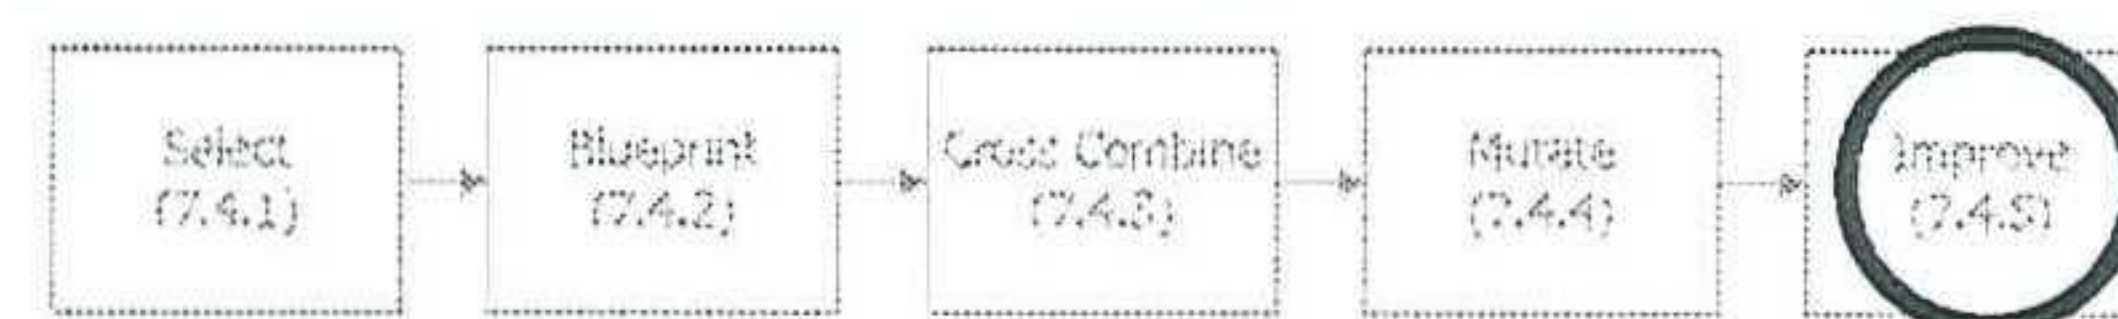 Select
(7.4.1)
Blueprint
(7.4.2)
Cross Combine
(7.4.3)
Mutate
(7.4.4)
Improve
(7.4.5)